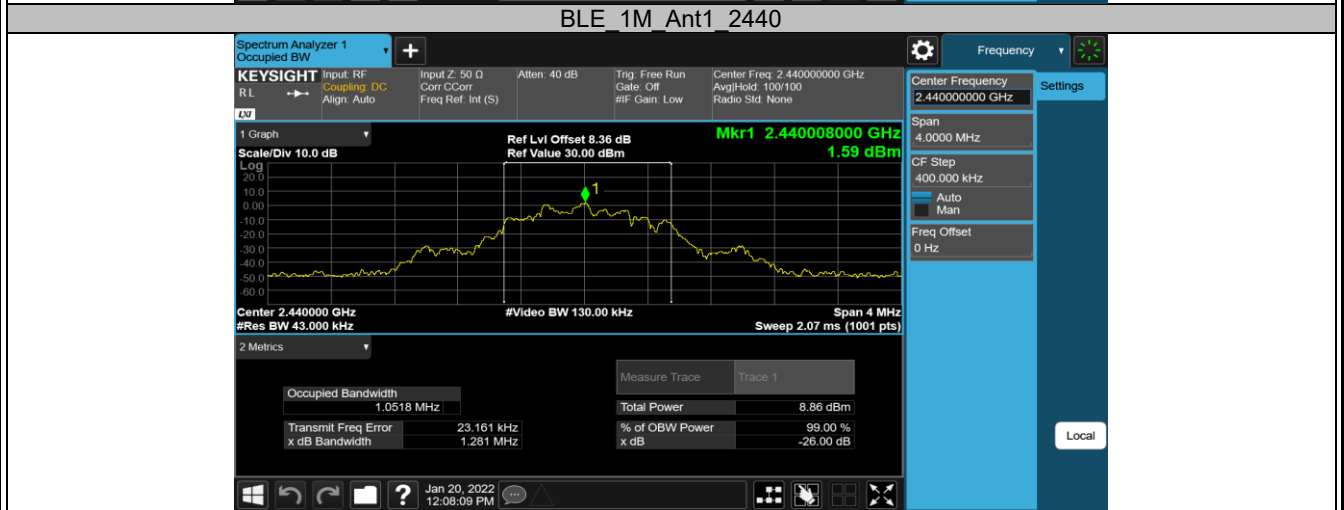 BLE_1M_Ant1_2440
Spectrum Analyzer 1
Occupied BW
+
Frequency
KEYSIGHT
RL
LXI
Input: RF
Coupling: DC
Align: Auto
Input Z: 50 Ω
Corr CCorr
Freq Ref: Int (S)
Atten: 40 dB
Trig: Free Run
Gate: Off
#IF Gain: Low
Center Freq: 2.440000000 GHz
Avg|Hold: 100/100
Radio Std: None
Center Frequency
2.440000000 GHz
Settings
Span
4.0000 MHz
CF Step
400.000 kHz
Auto
Man
Freq Offset
0 Hz
1 Graph
Scale/Div 10.0 dB
Ref Lvl Offset 8.36 dB
Ref Value 30.00 dBm
Mkr1 2.440008000 GHz
1.59 dBm
Log
20.0
10.0
0.00
-10.0
-20.0
-30.0
-40.0
-50.0
-60.0
1
Center 2.440000 GHz
#Res BW 43.000 kHz
#Video BW 130.00 kHz
Span 4 MHz
Sweep 2.07 ms (1001 pts)
2 Metrics
Measure Trace Trace 1
Occupied Bandwidth
1.0518 MHz
Total Power 8.86 dBm
Transmit Freq Error 23.161 kHz
% of OBW Power 99.00 %
x dB Bandwidth 1.281 MHz
x dB -26.00 dB
Local
?
Jan 20, 2022
12:08:09 PM